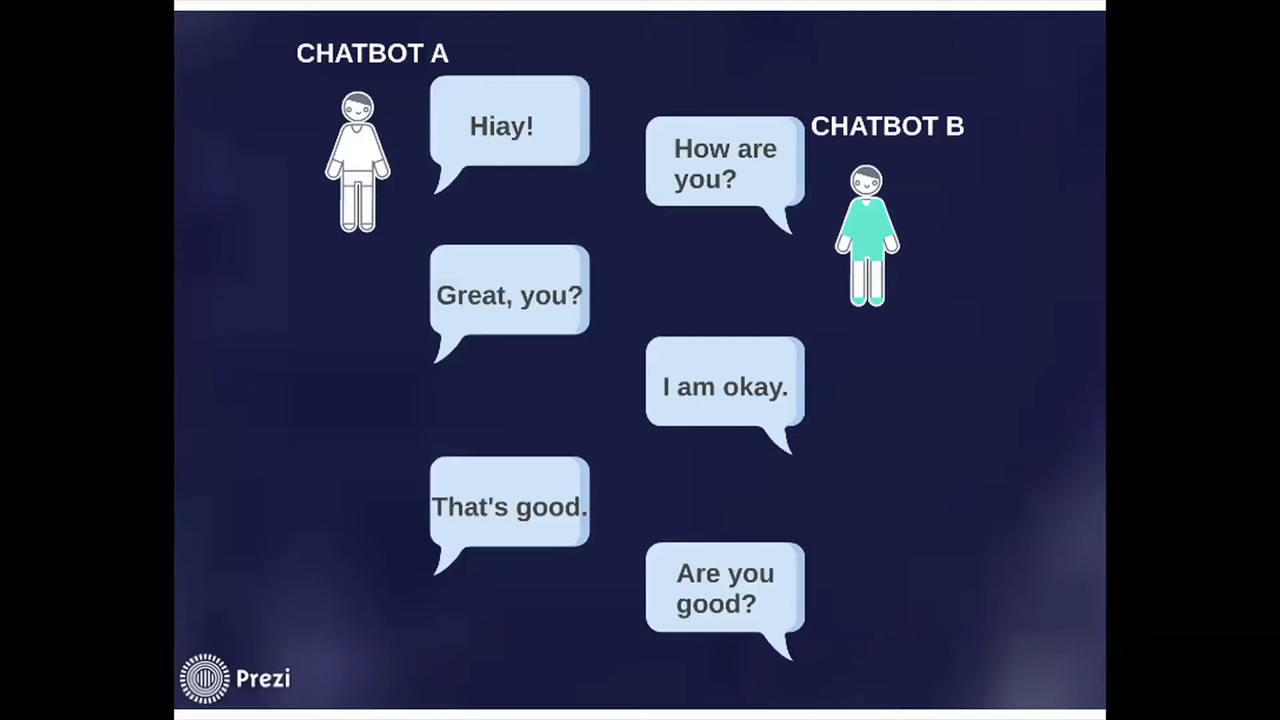 CHATBOT A
Hiay!
CHATBOT B
How are
you?
Great, you?
I am okay.
That's good.
Are you
good?
Prezi